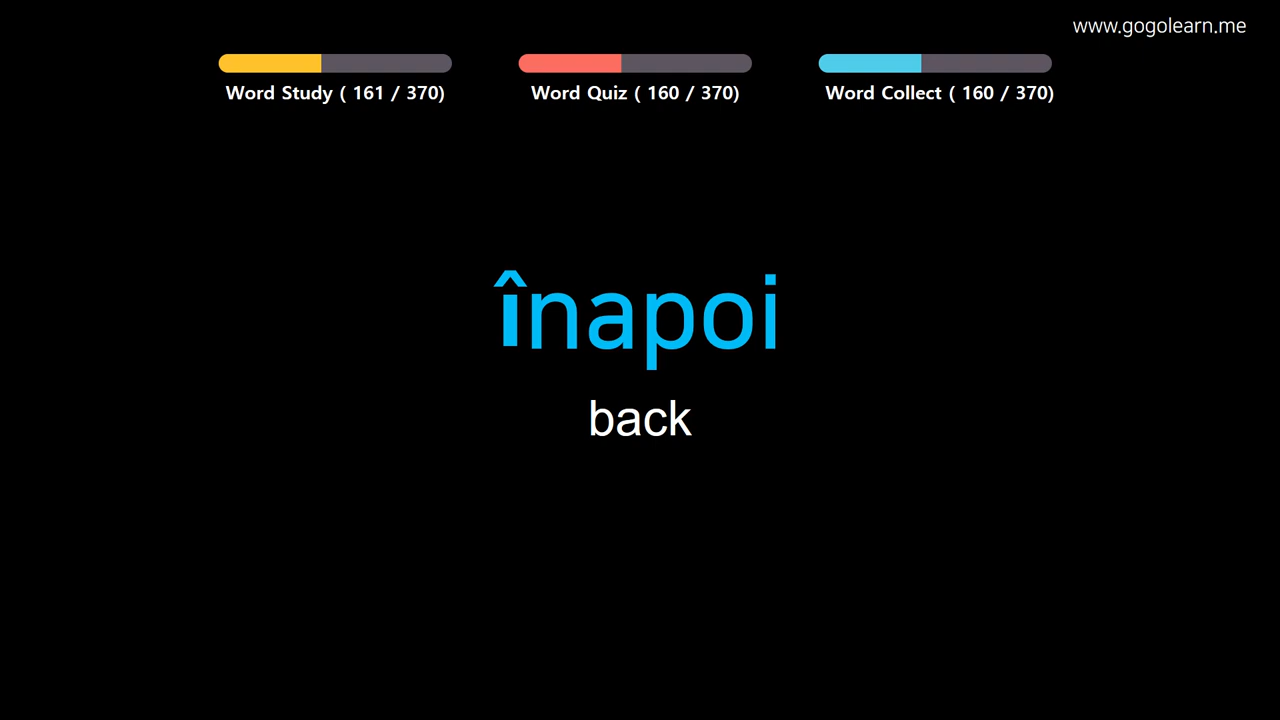 www.gogolearn.me
Word Study ( 161 / 370)
Word Quiz ( 160 / 370)
Word Collect ( 160 / 370)
înapoi
back